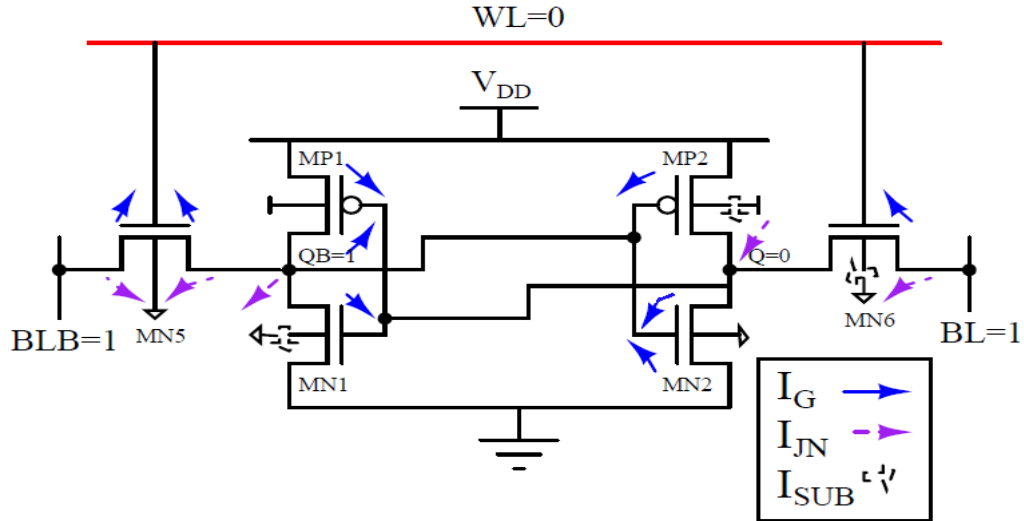 WL=0
VDD
MP1
MP2
QB=1
Q=0
BLB=1
MN5
MN6
BL=1
MN1
MN2
IG
IJN
ISUB